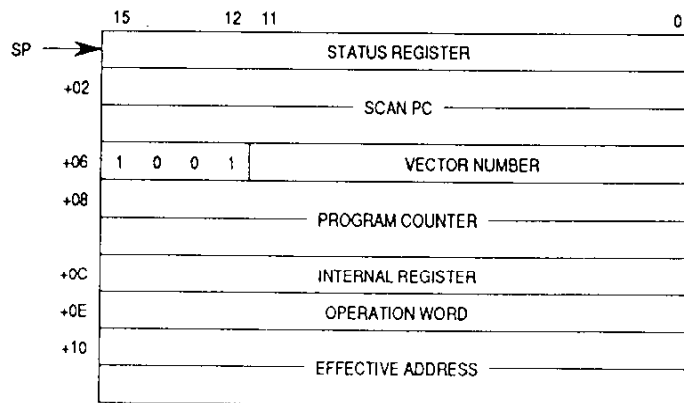 15 12 11 0
SP STATUS REGISTER
+02
SCAN PC
+06 1 0 0 1 VECTOR NUMBER
+08
PROGRAM COUNTER
+0C INTERNAL REGISTER
+0E OPERATION WORD
+10
EFFECTIVE ADDRESS